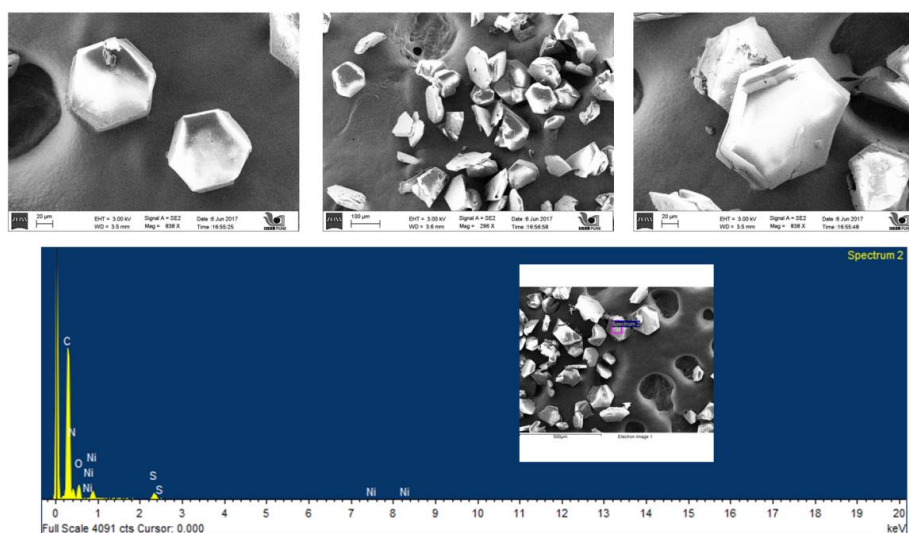 20 µm
EHT = 3.00 kV
Signal A = SE2
Date :6 Jun 2017
WD = 3.5 mm
Mag = 838 X
Time :16:55:25
100 µm
EHT = 3.00 kV
Signal A = SE2
Date :6 Jun 2017
WD = 3.6 mm
Mag = 296 X
Time :16:56:58
20 µm
EHT = 3.00 kV
Signal A = SE2
Date :6 Jun 2017
WD = 3.5 mm
Mag = 838 X
Time :16:55:48
Spectrum 2
Spectrum 2
500µm
Electron Image 1
C
N
O
Ni
Ni
Ni
S
S
Ni
Ni
0 1 2 3 4 5 6 7 8 9 10 11 12 13 14 15 16 17 18 19 20
Full Scale 4091 cts Cursor: 0.000
keV